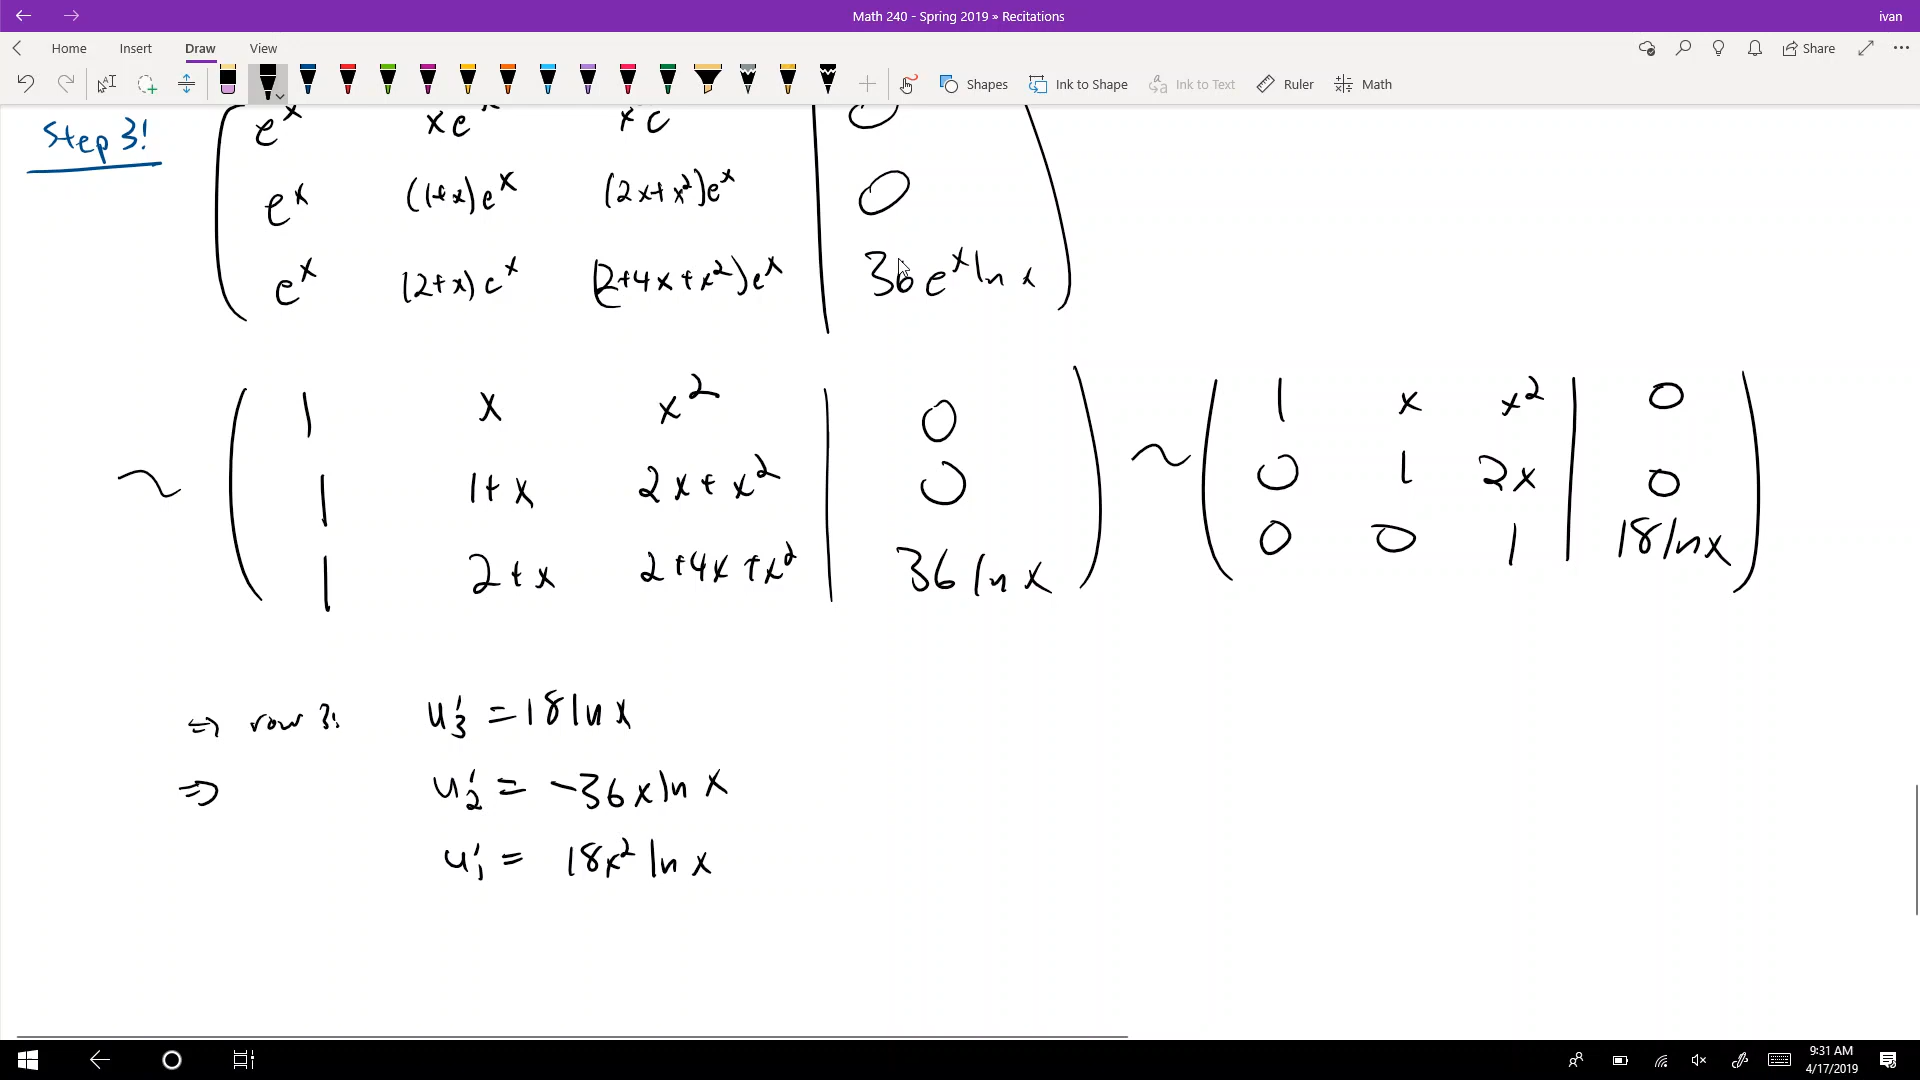 Math 240 - Spring 2019 » Recitations
ivan
Home Insert Draw View
Share
Shapes Ink to Shape Ink to Text Ruler Math
Step 3!
e^x xe^x 0
e^x (1+x)e^x (2x+x^2)e^x 0
e^x (2+x)e^x (2+4x+x^2)e^x 36e^x ln x
~ 1 x x^2 0 ~ 1 x x^2 0
1 1+x 2x+x^2 0 0 1 2x 0
1 2+x 2+4x+x^2 36 ln x 0 0 1 18 ln x
⇒ row 3: u'_3 = 18 ln x
⇒ u'_2 = -36x ln x
u'_1 = 18x^2 ln x
9:31 AM
4/17/2019